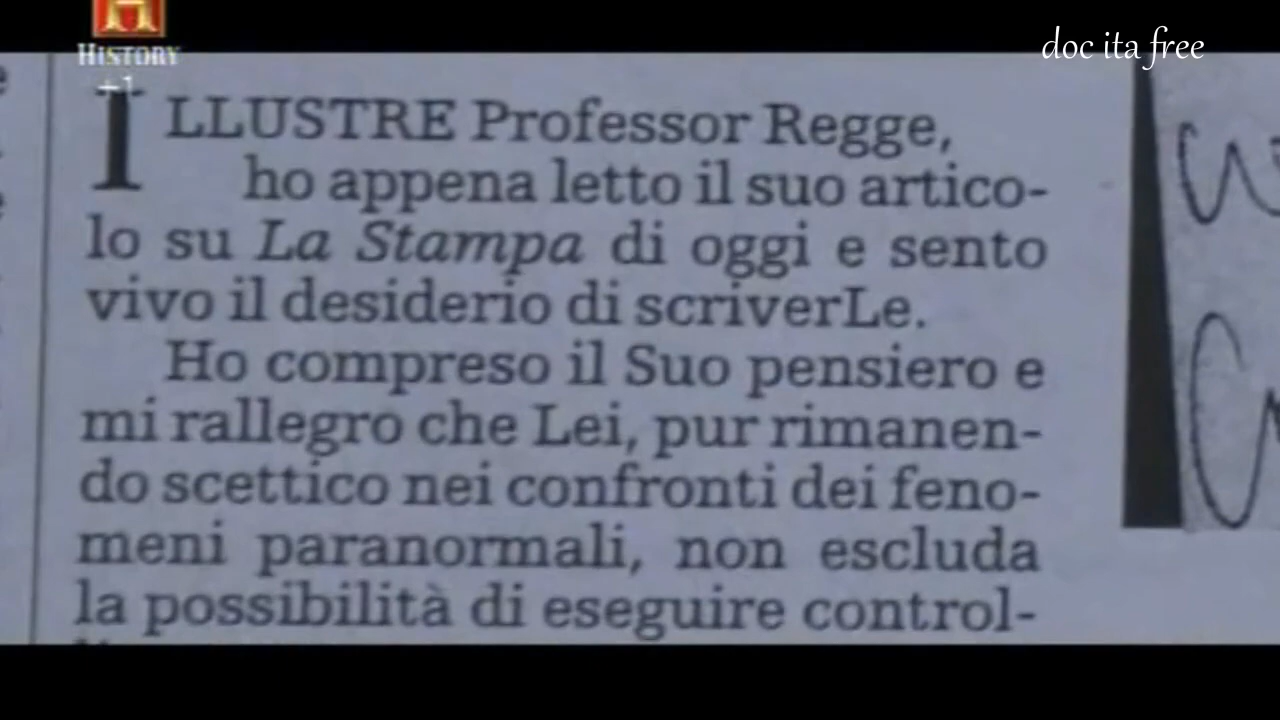 HISTORY
+1
doc ita free
ILLUSTRE Professor Regge,
ho appena letto il suo artico-
lo su La Stampa di oggi e sento
vivo il desiderio di scriverLe.
Ho compreso il Suo pensiero e
mi rallegro che Lei, pur rimanen-
do scettico nei confronti dei feno-
meni paranormali, non escluda
la possibilità di eseguire control-